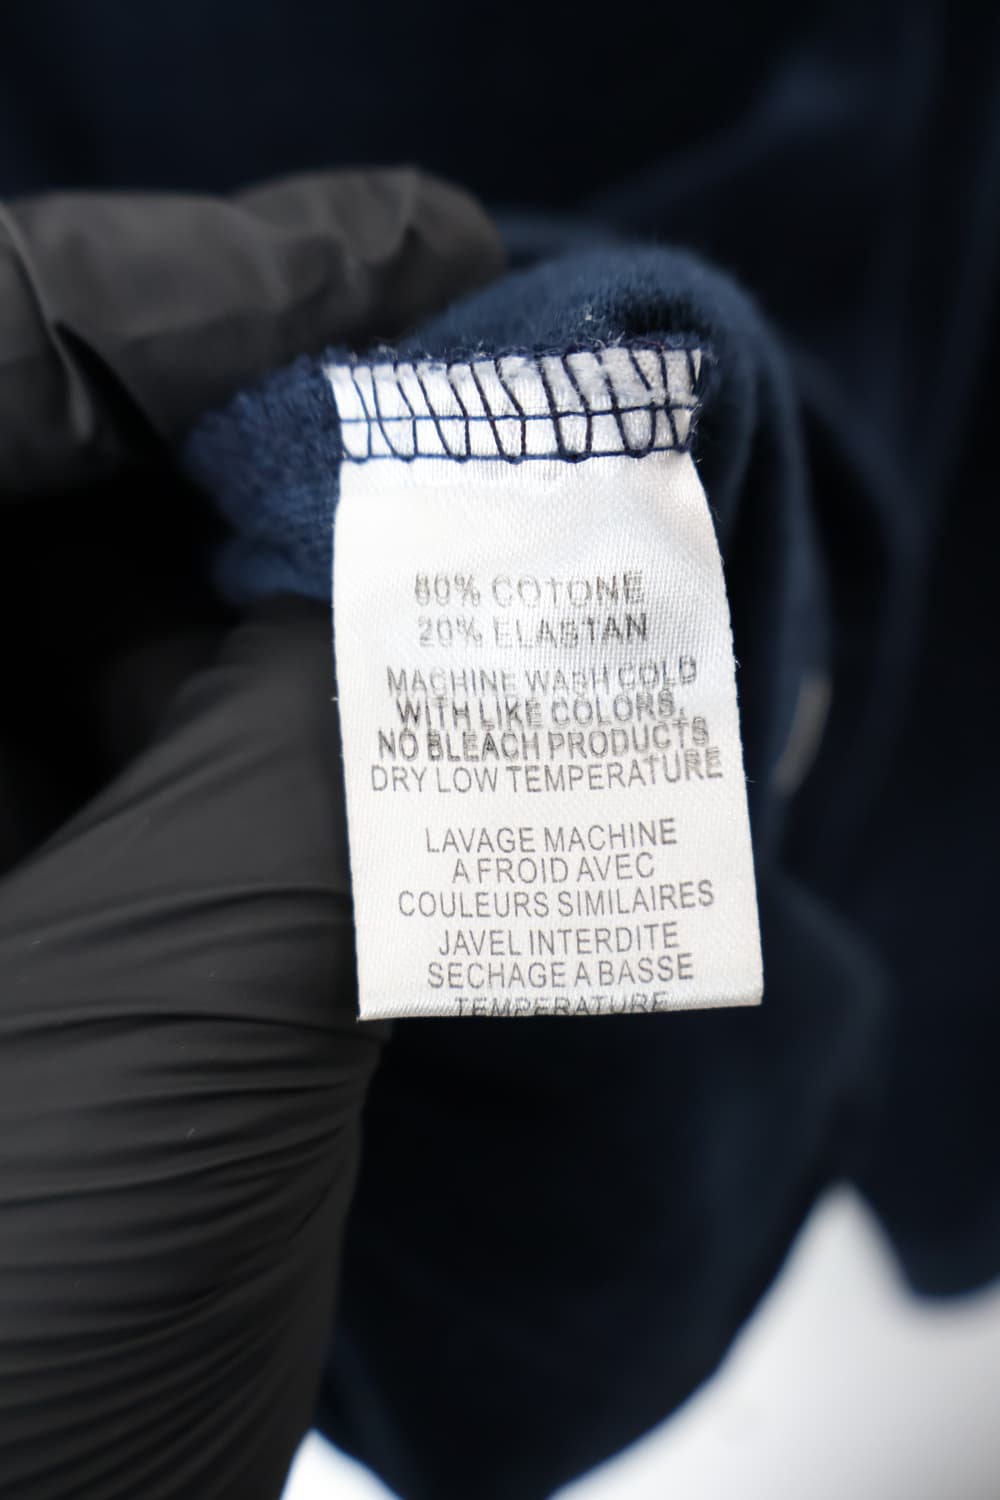 80% COTONE
20% ELASTAN
MACHINE WASH COLD
WITH LIKE COLORS.
NO BLEACH PRODUCTS
DRY LOW TEMPERATURE
LAVAGE MACHINE
A FROID AVEC
COULEURS SIMILAIRES
JAVEL INTERDITE
SECHAGE A BASSE
TEMPERATURE